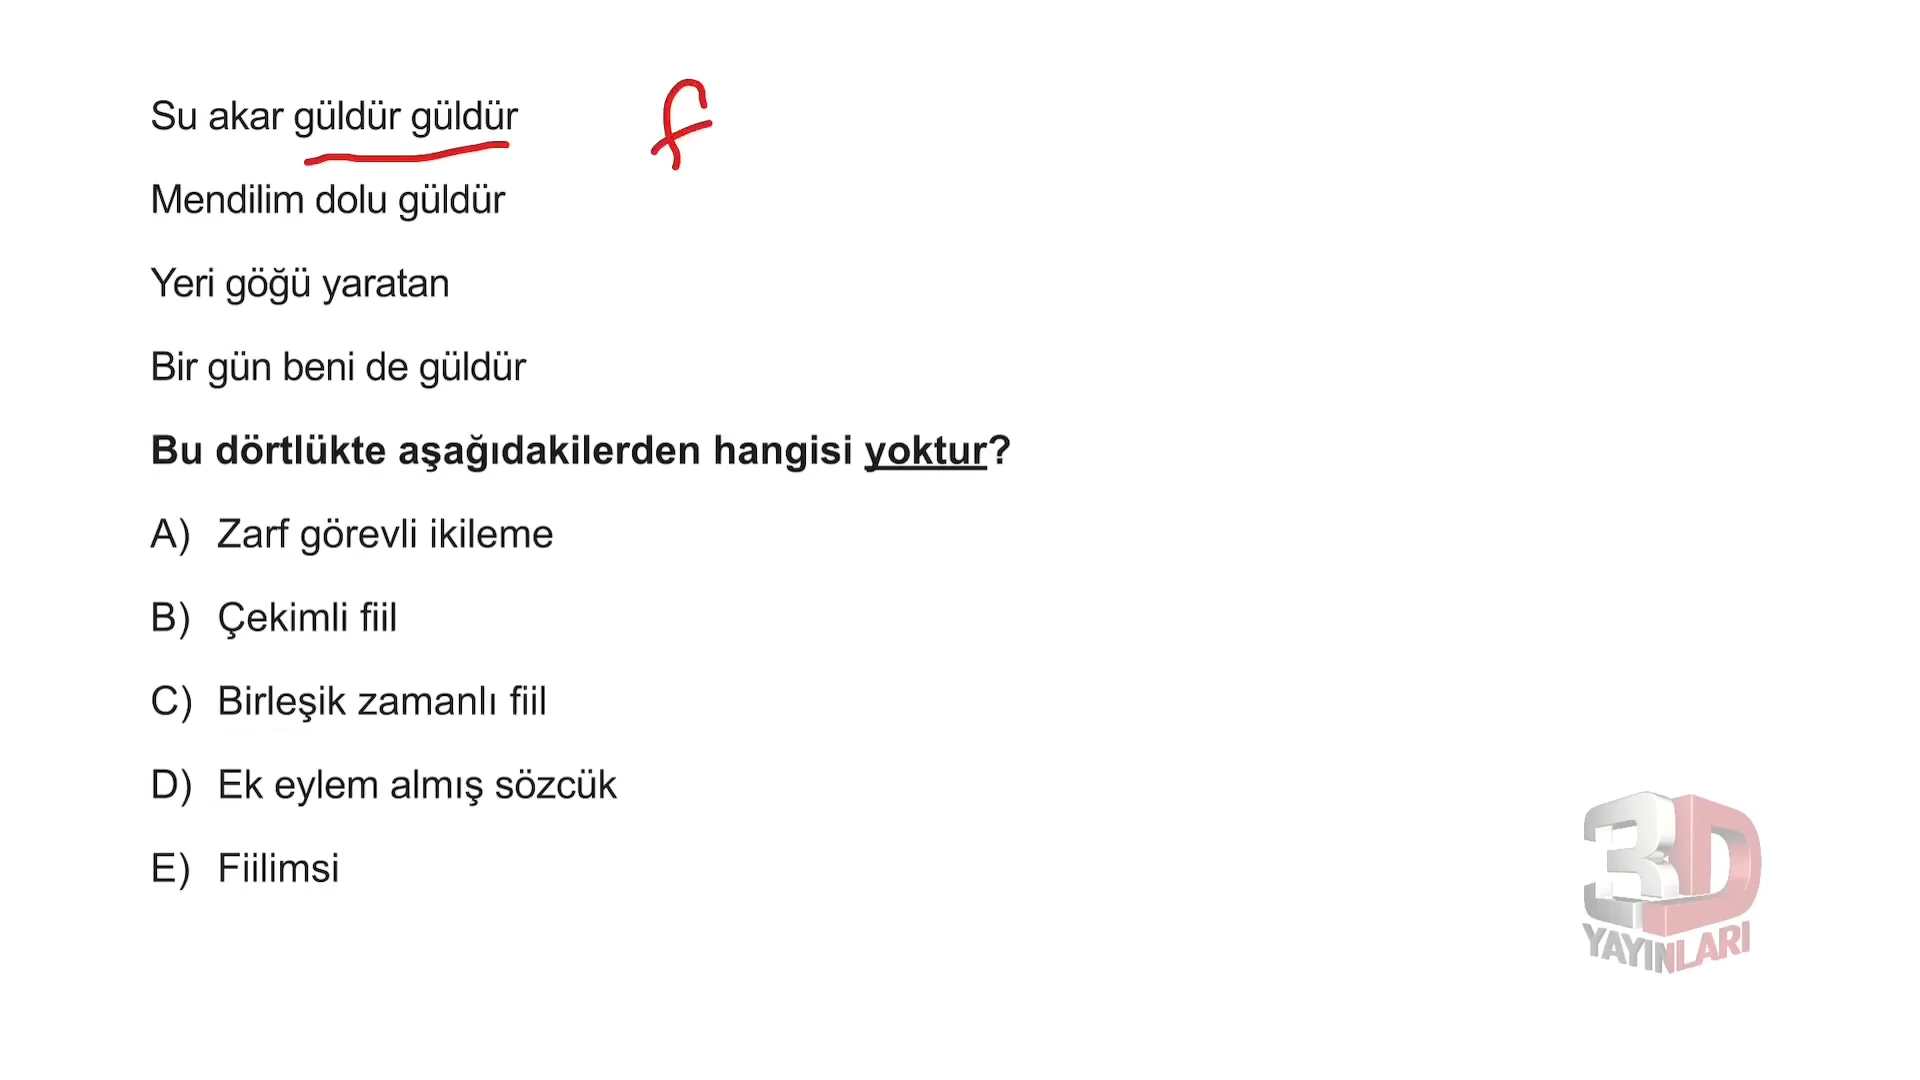 Su akar güldür güldür
f
Mendilim dolu güldür
Yeri göğü yaratan
Bir gün beni de güldür
Bu dörtlükte aşağıdakilerden hangisi yoktur?
A) Zarf görevli ikileme
B) Çekimli fiil
C) Birleşik zamanlı fiil
D) Ek eylem almış sözcük
E) Fiilimsi
3D
YAYINLARI